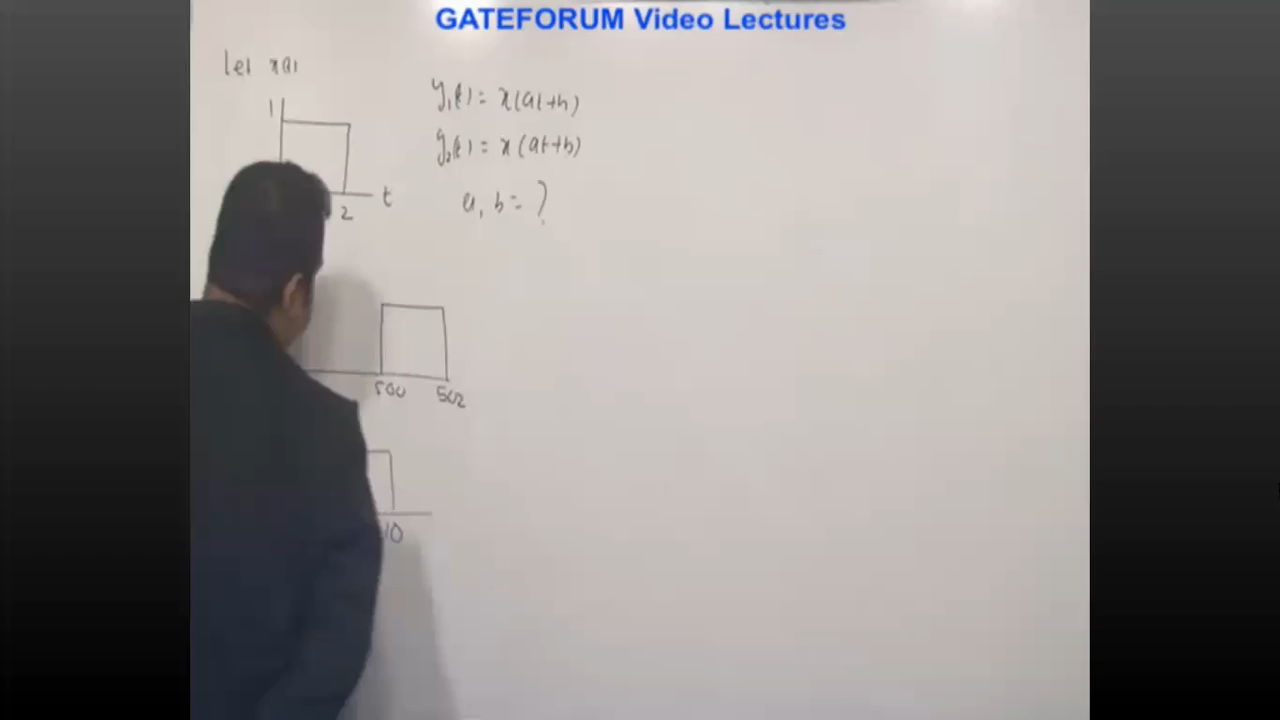 GATEFORUM Video Lectures
Let x(t)
1
t
2
y₁(t) = x(at+b)
y₂(t) = x(at+b)
a, b = ?
500 502
10